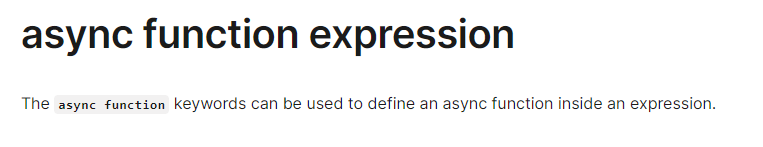 async function expression
The async function keywords can be used to define an async function inside an expression.